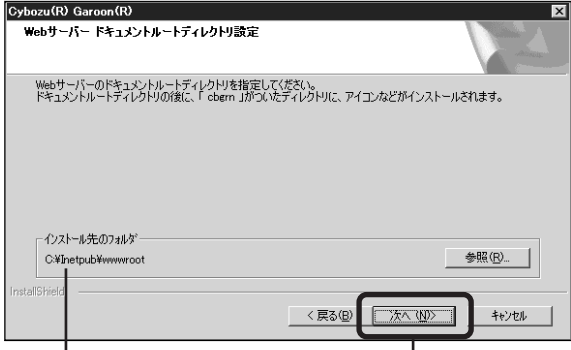 Cybozu(R) Garoon(R)
Webサーバー ドキュメントルートディレクトリ設定
Webサーバーのドキュメントルートディレクトリを指定してください。
ドキュメントルートディレクトリの後に、「 cbgrn 」がついたディレクトリに、アイコンなどがインストールされます。
インストール先のフォルダ
C:¥Inetpub¥wwwroot
参照(R)...
InstallShield
< 戻る(B)
次へ (N)>
キャンセル